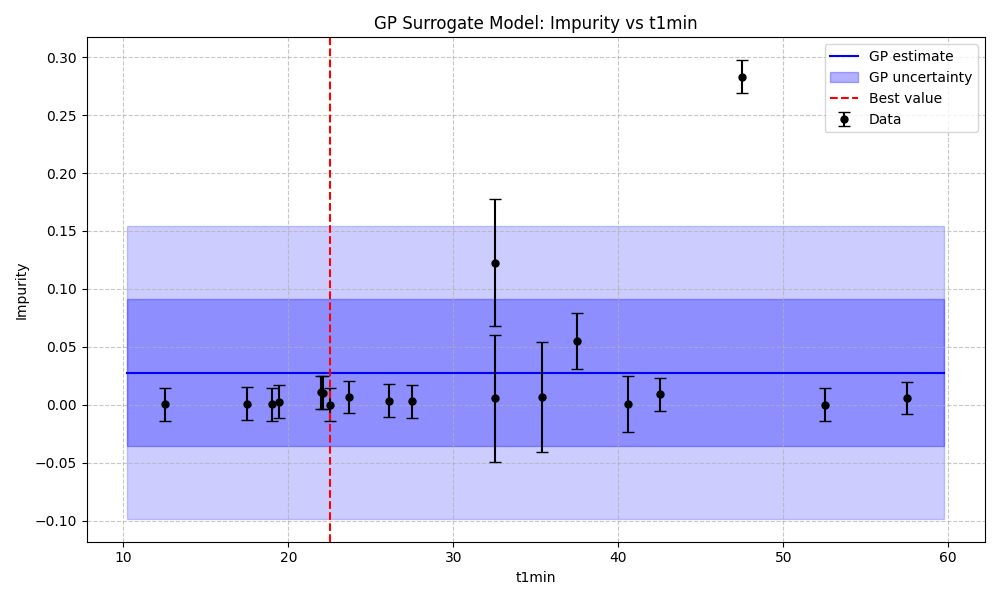 GP Surrogate Model: Impurity vs t1min
GP estimate
GP uncertainty
Best value
Data
0.30
0.25
0.20
0.15
0.10
0.05
0.00
−0.05
−0.10
Impurity
10
20
30
40
50
60
t1min